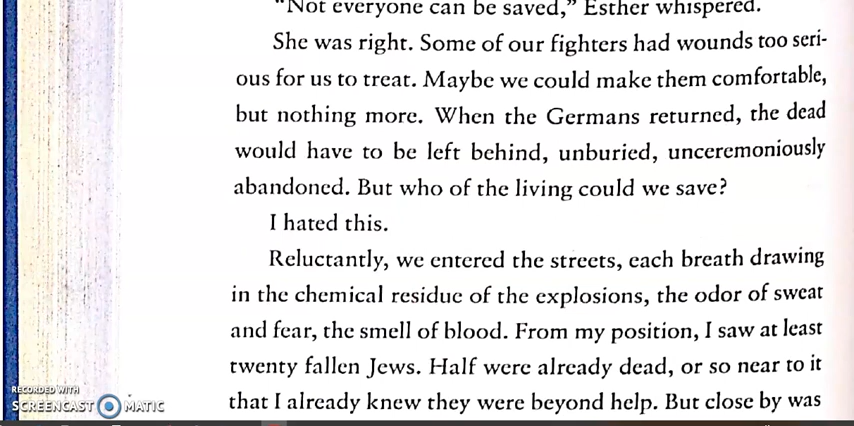 "Not everyone can be saved," Esther whispered.
She was right. Some of our fighters had wounds too seri-
ous for us to treat. Maybe we could make them comfortable,
but nothing more. When the Germans returned, the dead
would have to be left behind, unburied, unceremoniously
abandoned. But who of the living could we save?
I hated this.
Reluctantly, we entered the streets, each breath drawing
in the chemical residue of the explosions, the odor of sweat
and fear, the smell of blood. From my position, I saw at least
twenty fallen Jews. Half were already dead, or so near to it
that I already knew they were beyond help. But close by was
RECORDED WITH
SCREENCAST MATIC